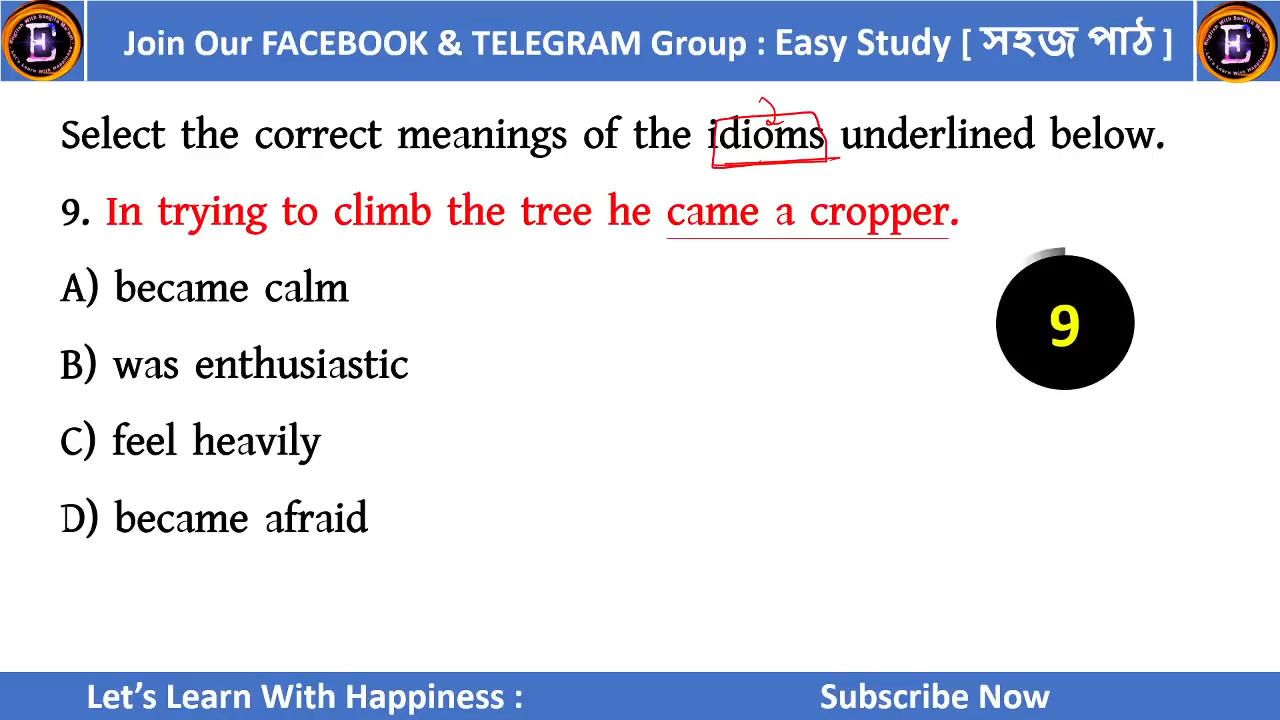 Join Our FACEBOOK & TELEGRAM Group : Easy Study [ সহজ পাঠ ]
Select the correct meanings of the idioms underlined below.
9. In trying to climb the tree he came a cropper.
A) became calm
9
B) was enthusiastic
C) feel heavily
D) became afraid
Let's Learn With Happiness :
Subscribe Now